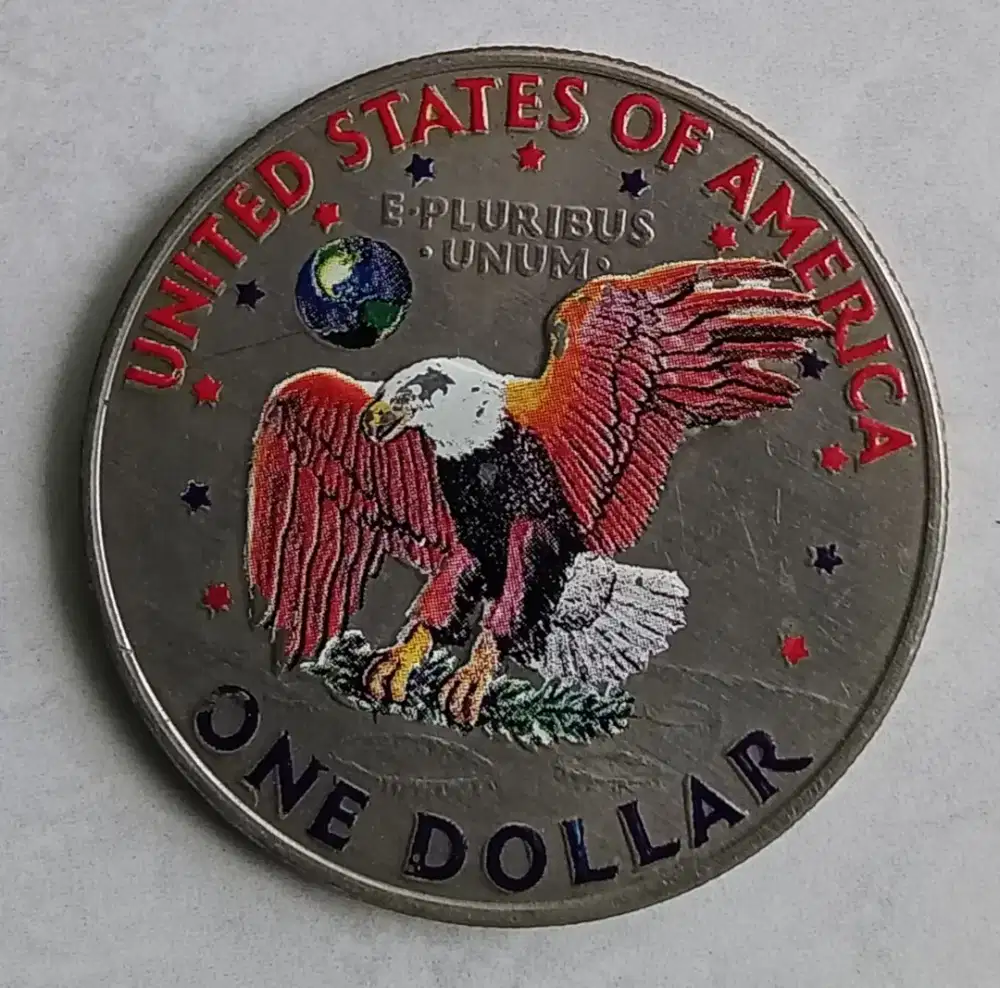 UNITED STATES OF AMERICA
E·PLURIBUS
·UNUM·
ONE DOLLAR